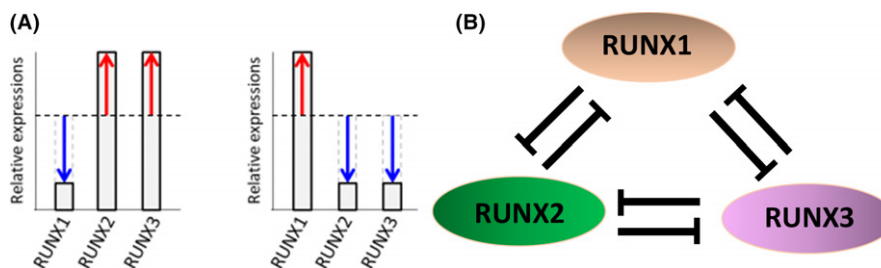 (A)
Relative expressions
RUNX1
RUNX2
RUNX3
Relative expressions
RUNX1
RUNX2
RUNX3
(B)
RUNX1
RUNX2
RUNX3